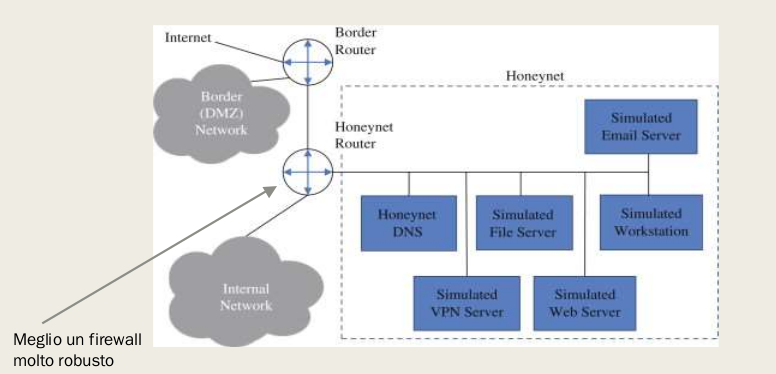 Internet
Border
Router
Border
(DMZ)
Network
Honeynet
Honeynet
Router
Simulated
Email Server
Honeynet
DNS
Simulated
File Server
Simulated
Workstation
Internal
Network
Simulated
VPN Server
Simulated
Web Server
Meglio un firewall
molto robusto